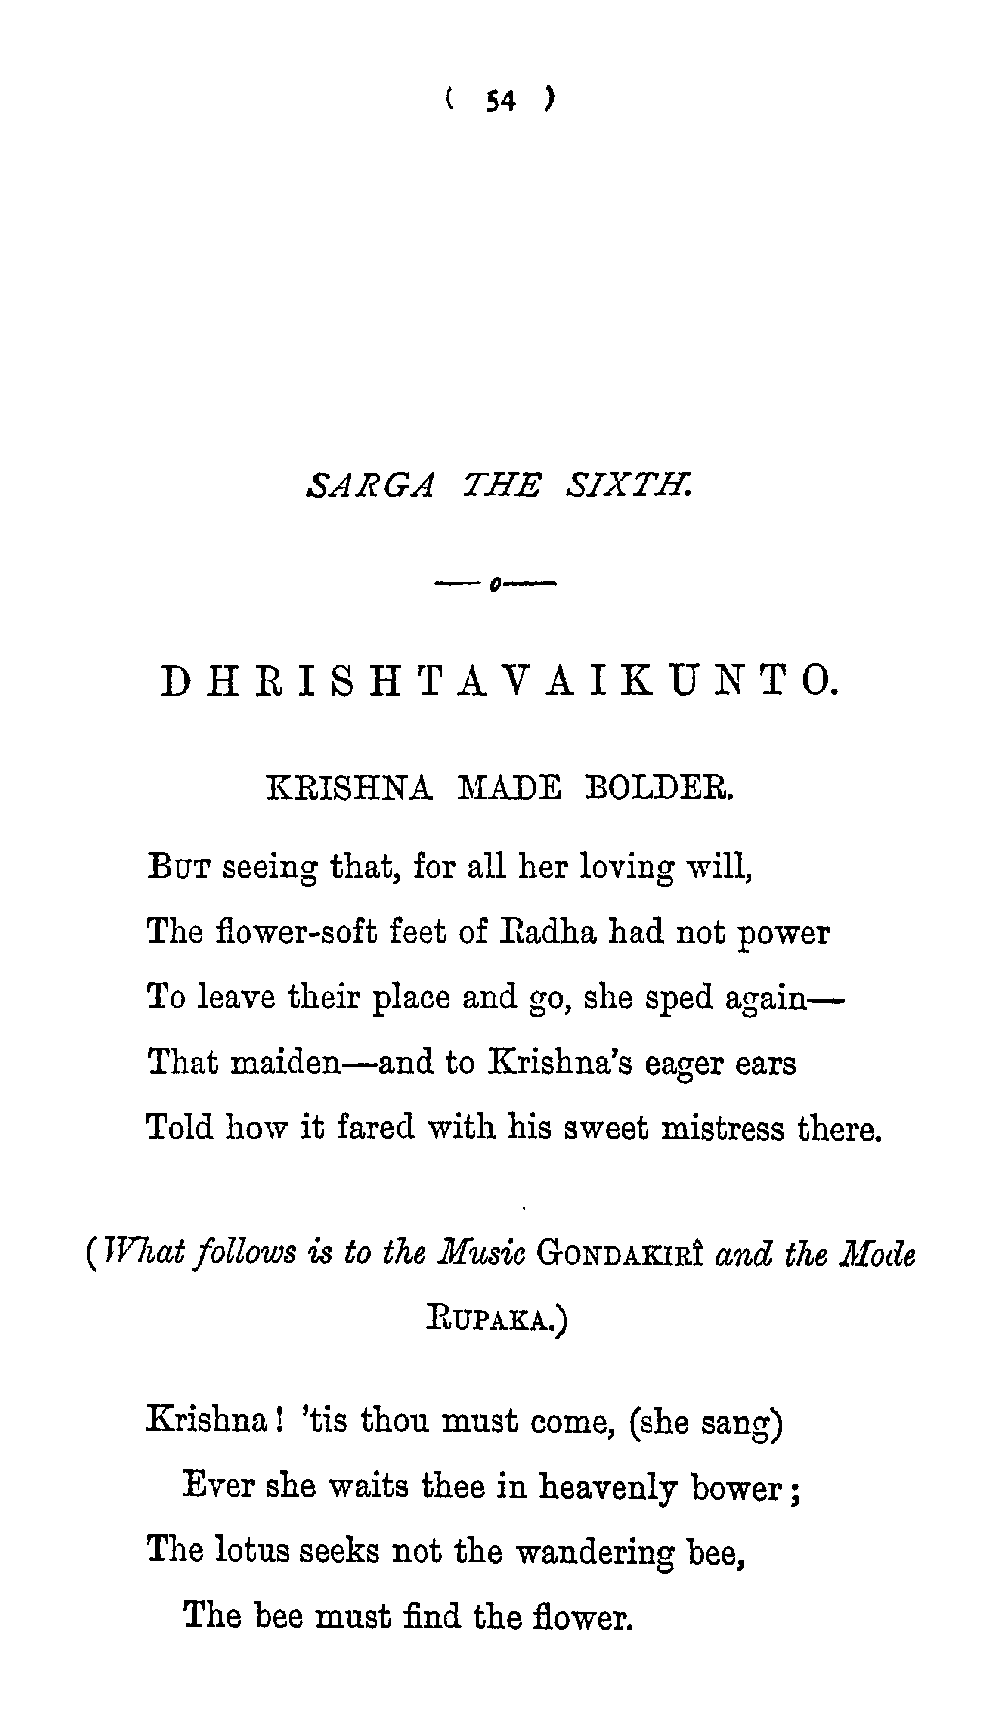 ( 54 )
SARGA THE SIXTH.
—o—
DHRISHTAVAIKUNTO.
KRISHNA MADE BOLDER.
BUT seeing that, for all her loving will,
The flower-soft feet of Radha had not power
To leave their place and go, she sped again—
That maiden—and to Krishna's eager ears
Told how it fared with his sweet mistress there.
(What follows is to the Music GONDAKIRÎ and the Mode
RUPAKA.)
Krishna! 'tis thou must come, (she sang)
Ever she waits thee in heavenly bower;
The lotus seeks not the wandering bee,
The bee must find the flower.